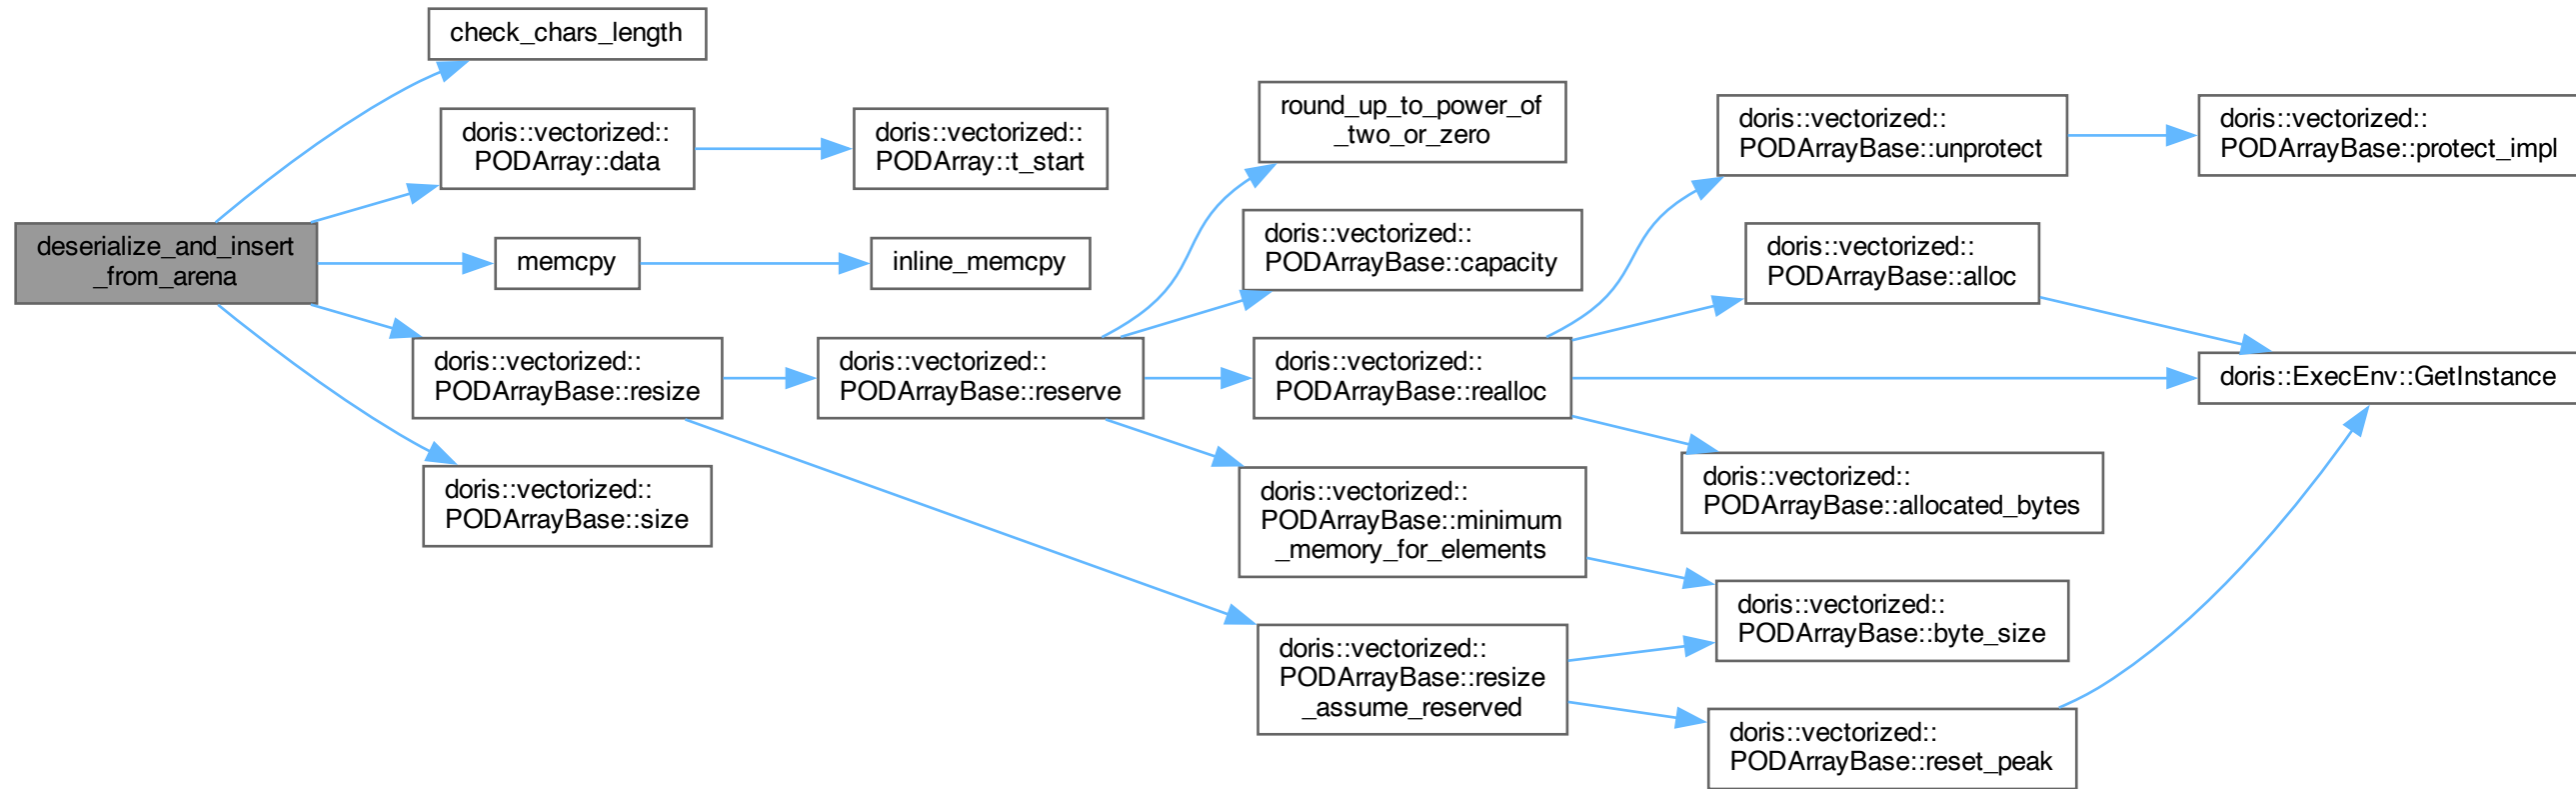 check_chars_length
doris::vectorized::
PODArray::data
doris::vectorized::
PODArray::t_start
round_up_to_power_of
_two_or_zero
doris::vectorized::
PODArrayBase::unprotect
doris::vectorized::
PODArrayBase::protect_impl
deserialize_and_insert
_from_arena
memcpy
inline_memcpy
doris::vectorized::
PODArrayBase::capacity
doris::vectorized::
PODArrayBase::alloc
doris::vectorized::
PODArrayBase::resize
doris::vectorized::
PODArrayBase::reserve
doris::vectorized::
PODArrayBase::realloc
doris::ExecEnv::GetInstance
doris::vectorized::
PODArrayBase::size
doris::vectorized::
PODArrayBase::minimum
_memory_for_elements
doris::vectorized::
PODArrayBase::allocated_bytes
doris::vectorized::
PODArrayBase::resize
_assume_reserved
doris::vectorized::
PODArrayBase::byte_size
doris::vectorized::
PODArrayBase::reset_peak